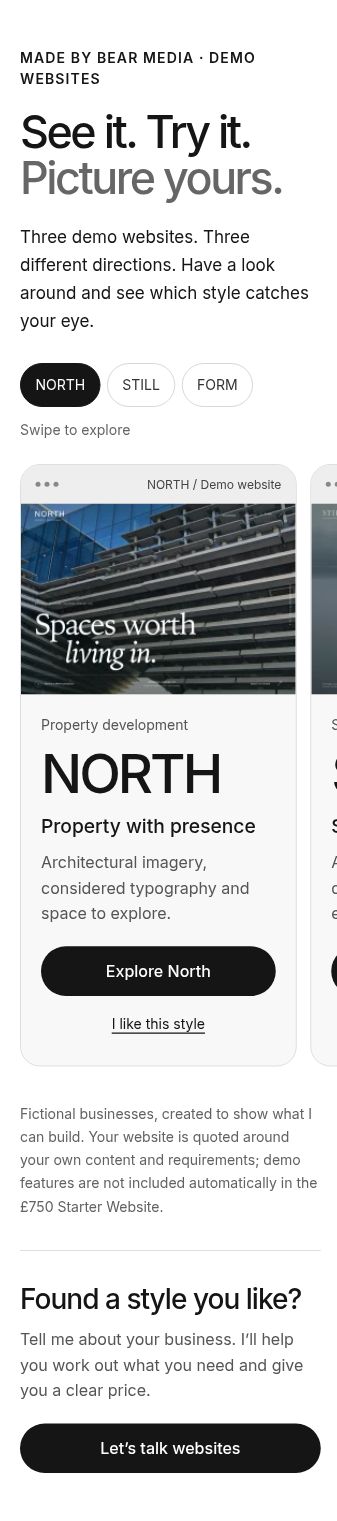 MADE BY BEAR MEDIA · DEMO
WEBSITES
See it. Try it.
Picture yours.
Three demo websites. Three
different directions. Have a look
around and see which style catches
your eye.
NORTH
STILL
FORM
Swipe to explore
NORTH / Demo website
NORTH
Spaces worth
living in.
Property development
NORTH
Property with presence
Architectural imagery,
considered typography and
space to explore.
Explore North
I like this style
Fictional businesses, created to show what I
can build. Your website is quoted around
your own content and requirements; demo
features are not included automatically in the
£750 Starter Website.
Found a style you like?
Tell me about your business. I’ll help
you work out what you need and give
you a clear price.
Let’s talk websites